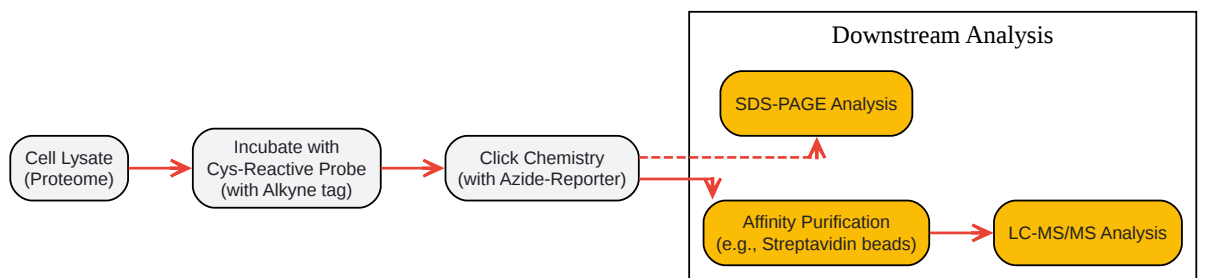 Downstream Analysis
SDS-PAGE Analysis
Cell Lysate
(Proteome)
Incubate with
Cys-Reactive Probe
(with Alkyne tag)
Click Chemistry
(with Azide-Reporter)
Affinity Purification
(e.g., Streptavidin beads)
LC-MS/MS Analysis